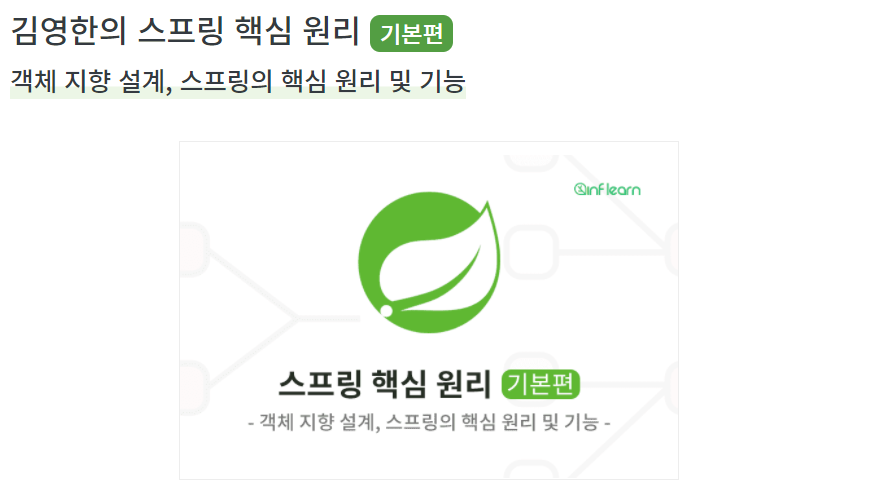 김영한의 스프링 핵심 원리 기본편
객체 지향 설계, 스프링의 핵심 원리 및 기능
inflearn
스프링 핵심 원리 기본편
- 객체 지향 설계, 스프링의 핵심 원리 및 기능 -